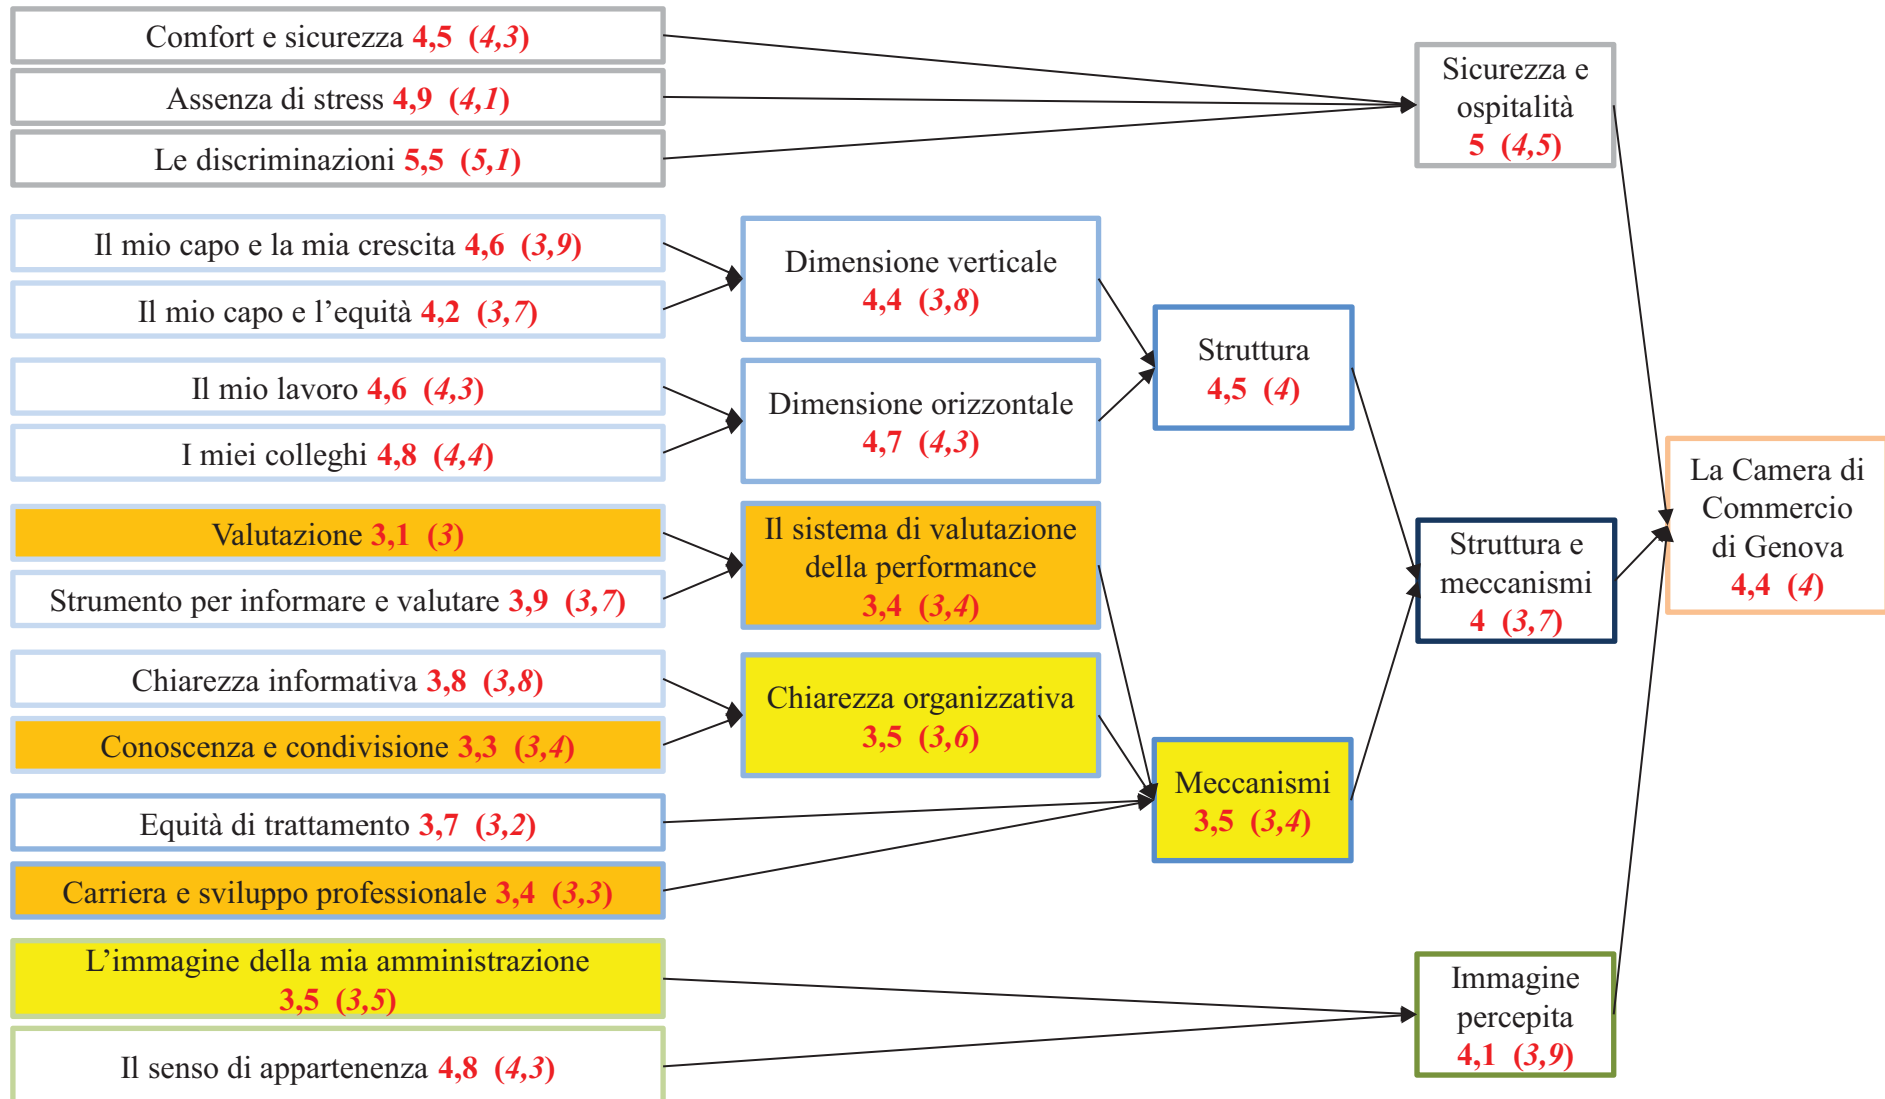 Comfort e sicurezza 4,5 (4,3)
Assenza di stress 4,9 (4,1)
Le discriminazioni 5,5 (5,1)
Sicurezza e
ospitalità
5 (4,5)
Il mio capo e la mia crescita 4,6 (3,9)
Il mio capo e l’equità 4,2 (3,7)
Dimensione verticale
4,4 (3,8)
Il mio lavoro 4,6 (4,3)
I miei colleghi 4,8 (4,4)
Dimensione orizzontale
4,7 (4,3)
Struttura
4,5 (4)
Valutazione 3,1 (3)
Strumento per informare e valutare 3,9 (3,7)
Il sistema di valutazione
della performance
3,4 (3,4)
Chiarezza informativa 3,8 (3,8)
Conoscenza e condivisione 3,3 (3,4)
Chiarezza organizzativa
3,5 (3,6)
Equità di trattamento 3,7 (3,2)
Carriera e sviluppo professionale 3,4 (3,3)
Meccanismi
3,5 (3,4)
Struttura e
meccanismi
4 (3,7)
La Camera di
Commercio
di Genova
4,4 (4)
L’immagine della mia amministrazione
3,5 (3,5)
Il senso di appartenenza 4,8 (4,3)
Immagine
percepita
4,1 (3,9)